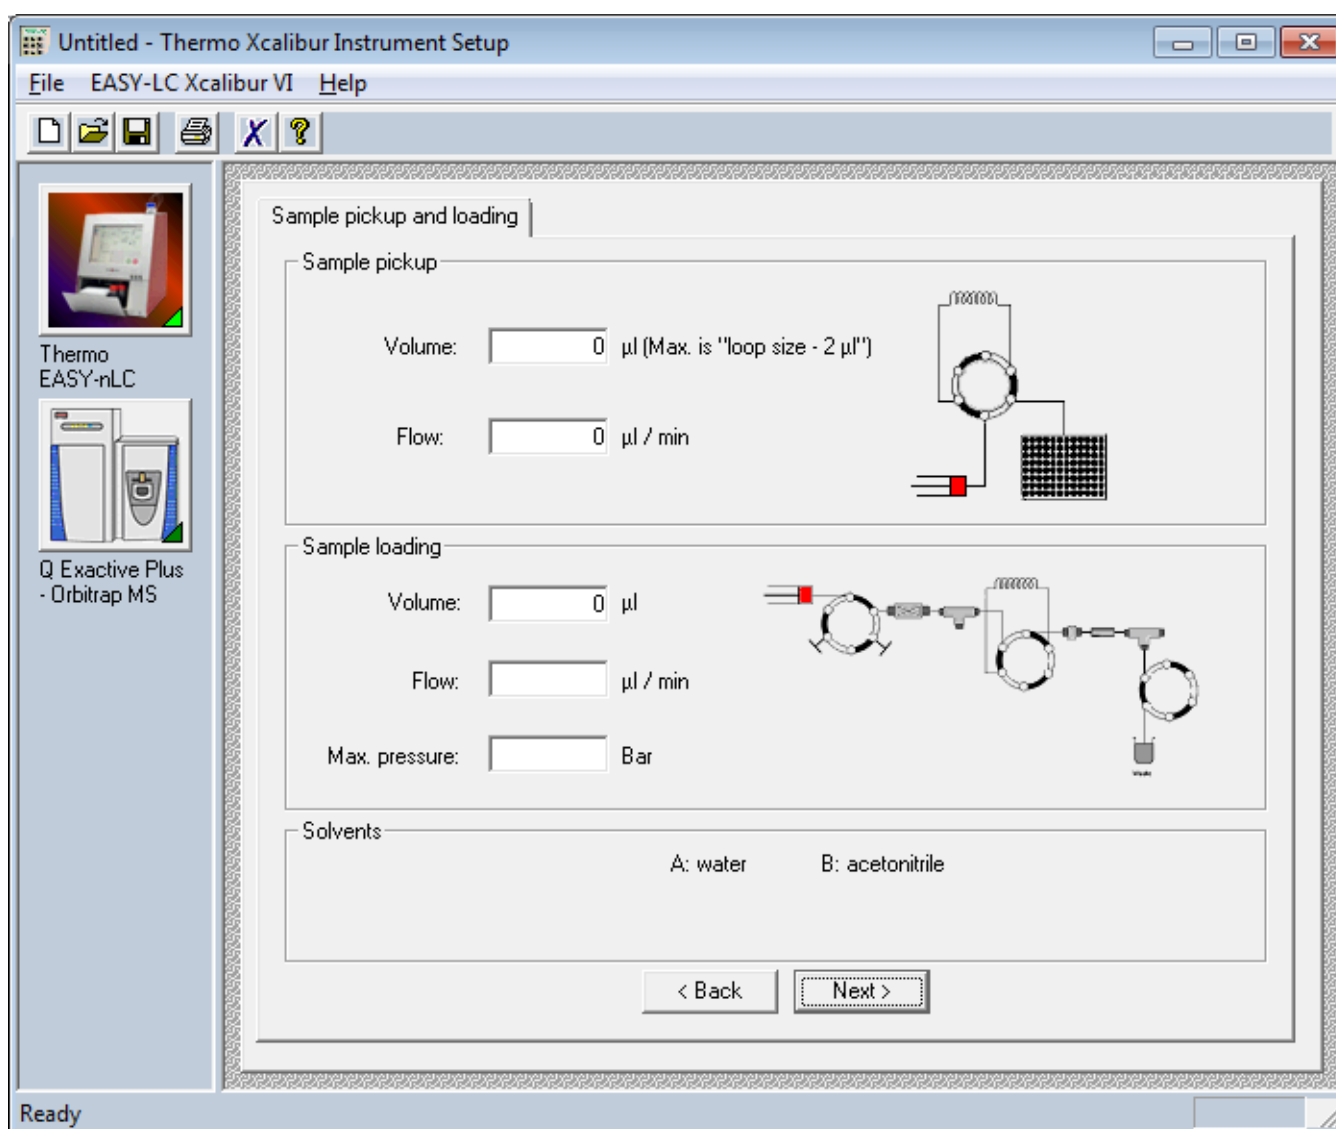 Untitled - Thermo Xcalibur Instrument Setup
File EASY-LC Xcalibur VI Help
Thermo
EASY-nLC
Q Exactive Plus
- Orbitrap MS
Sample pickup and loading
Sample pickup
Volume: 0 µl (Max. is "loop size - 2 µl")
Flow: 0 µl / min
Sample loading
Volume: 0 µl
Flow: µl / min
Max. pressure: Bar
Waste
Solvents
A: water B: acetonitrile
< Back Next >
Ready